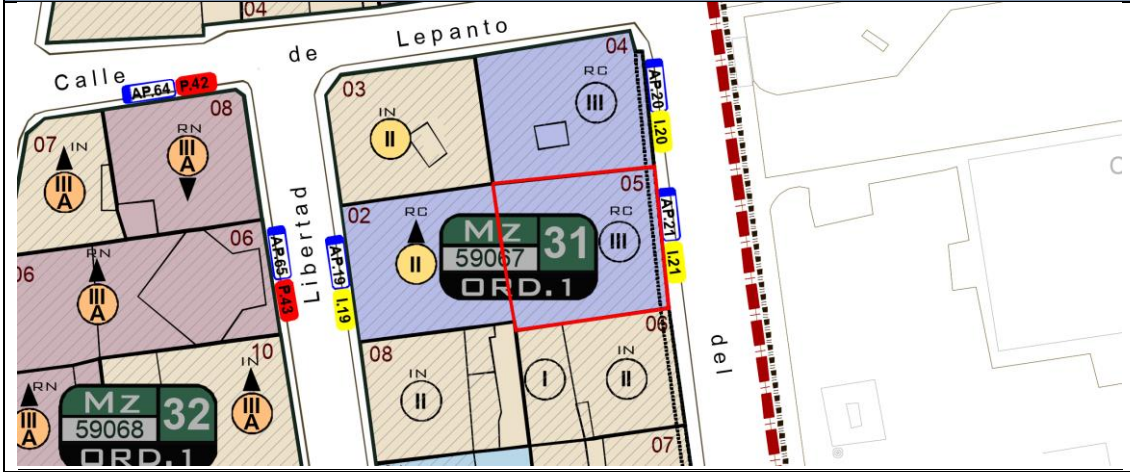 04
de Lepanto
Calle
AP.64 P.42
08
RN
III
A
07
IN
III
A
03
IN
II
04
RC
III
AP.20 I.20
05
RC
III
AP.21 I.21
02
RC
II
Mz 31
59067
ORD.1
06
RN
III
A
06
AP.65 P.43
Libertad
AP.19 I.19
08
IN
II
I
06
IN
II
del
07
10
IN
III
A
RN
III
A
Mz 32
59068
ORD.1